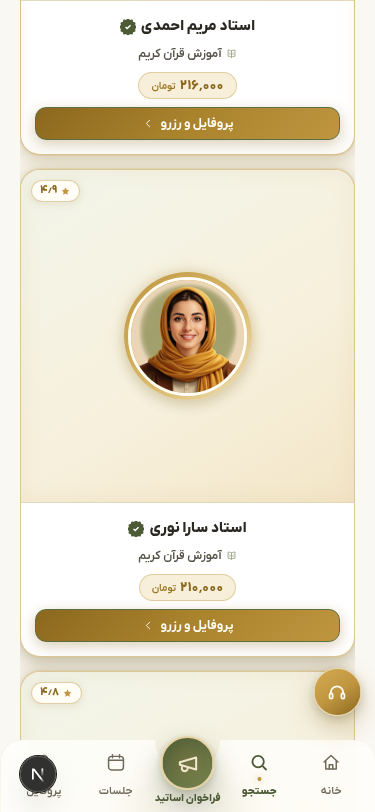 استاد مریم احمدی
آموزش قرآن کریم
۲۱۶٬۰۰۰ تومان
پروفایل و رزرو
۴٫۹
استاد سارا نوری
آموزش قرآن کریم
۲۱۰٬۰۰۰ تومان
پروفایل و رزرو
۴٫۸
خانه
جستجو
فراخوان اساتید
جلسات
پروفایل
N